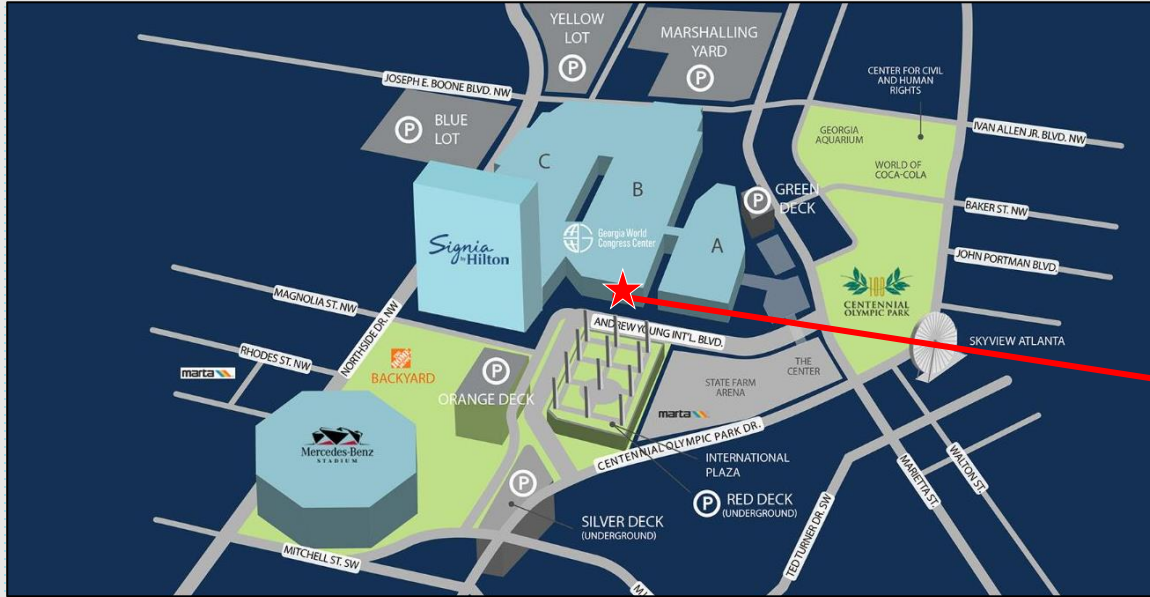 YELLOW
LOT
P
MARSHALLING
YARD
P
JOSEPH E. BOONE BLVD. NW
CENTER FOR CIVIL
AND HUMAN
RIGHTS
P
BLUE
LOT
GEORGIA
AQUARIUM
IVAN ALLEN JR. BLVD. NW
WORLD OF
COCA-COLA
C
B
A
P
GREEN
DECK
BAKER ST. NW
Signia
by Hilton
Georgia World
Congress Center
JOHN PORTMAN BLVD.
100
CENTENNIAL
OLYMPIC PARK
MAGNOLIA ST. NW
NORTHSIDE DR. NW
ANDREW YOUNG INT'L. BLVD.
SKYVIEW ATLANTA
RHODES ST. NW
marta
THE HOME DEPOT
BACKYARD
P
ORANGE DECK
THE
CENTER
STATE FARM
ARENA
marta
CENTENNIAL OLYMPIC PARK DR.
Mercedes-Benz
STADIUM
INTERNATIONAL
PLAZA
MARIETTA ST.
WALTON ST.
P
P
RED DECK
(UNDERGROUND)
SILVER DECK
(UNDERGROUND)
TED TURNER DR. SW
MITCHELL ST. SW